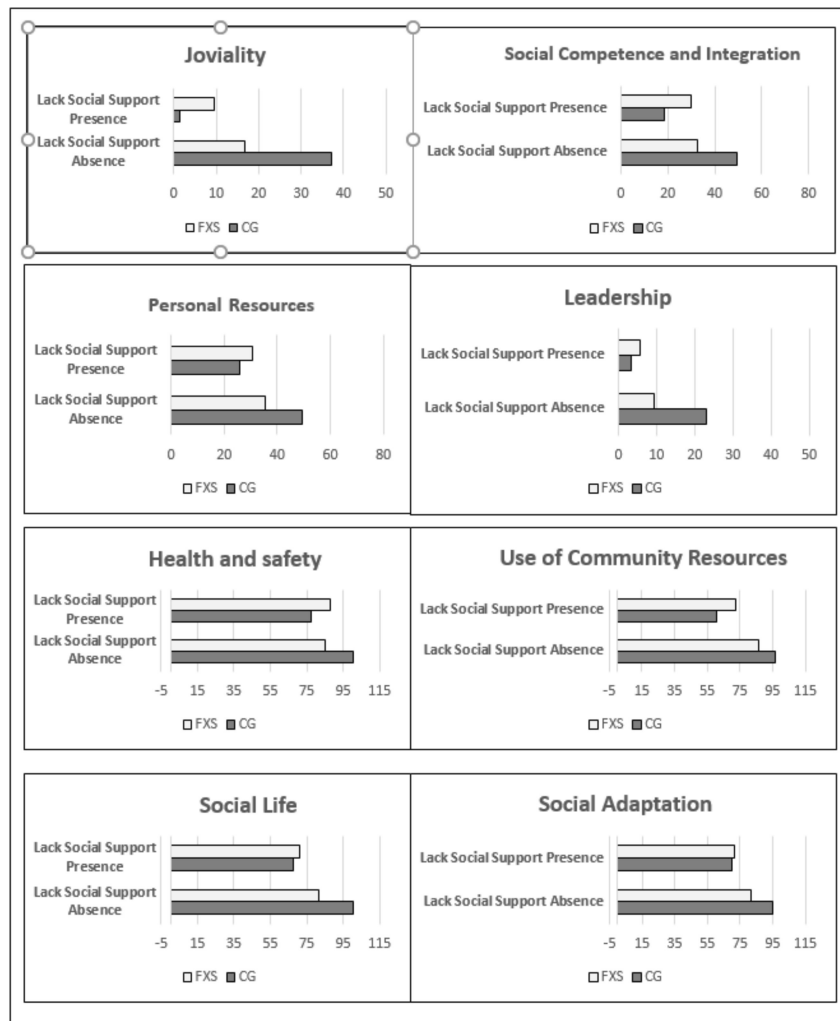 Joviality
Lack Social Support
Presence
Lack Social Support
Absence
0 10 20 30 40 50
FXS CG
Social Competence and Integration
Lack Social Support Presence
Lack Social Support Absence
0 20 40 60 80
FXS CG
Personal Resources
Lack Social Support
Presence
Lack Social Support
Absence
0 20 40 60 80
FXS CG
Leadership
Lack Social Support Presence
Lack Social Support Absence
0 10 20 30 40 50
FXS CG
Health and safety
Lack Social Support
Presence
Lack Social Support
Absence
-5 15 35 55 75 95 115
FXS CG
Use of Community Resources
Lack Social Support Presence
Lack Social Support Absence
-5 15 35 55 75 95 115
FXS CG
Social Life
Lack Social Support
Presence
Lack Social Support
Absence
-5 15 35 55 75 95 115
FXS CG
Social Adaptation
Lack Social Support Presence
Lack Social Support Absence
-5 15 35 55 75 95 115
FXS CG